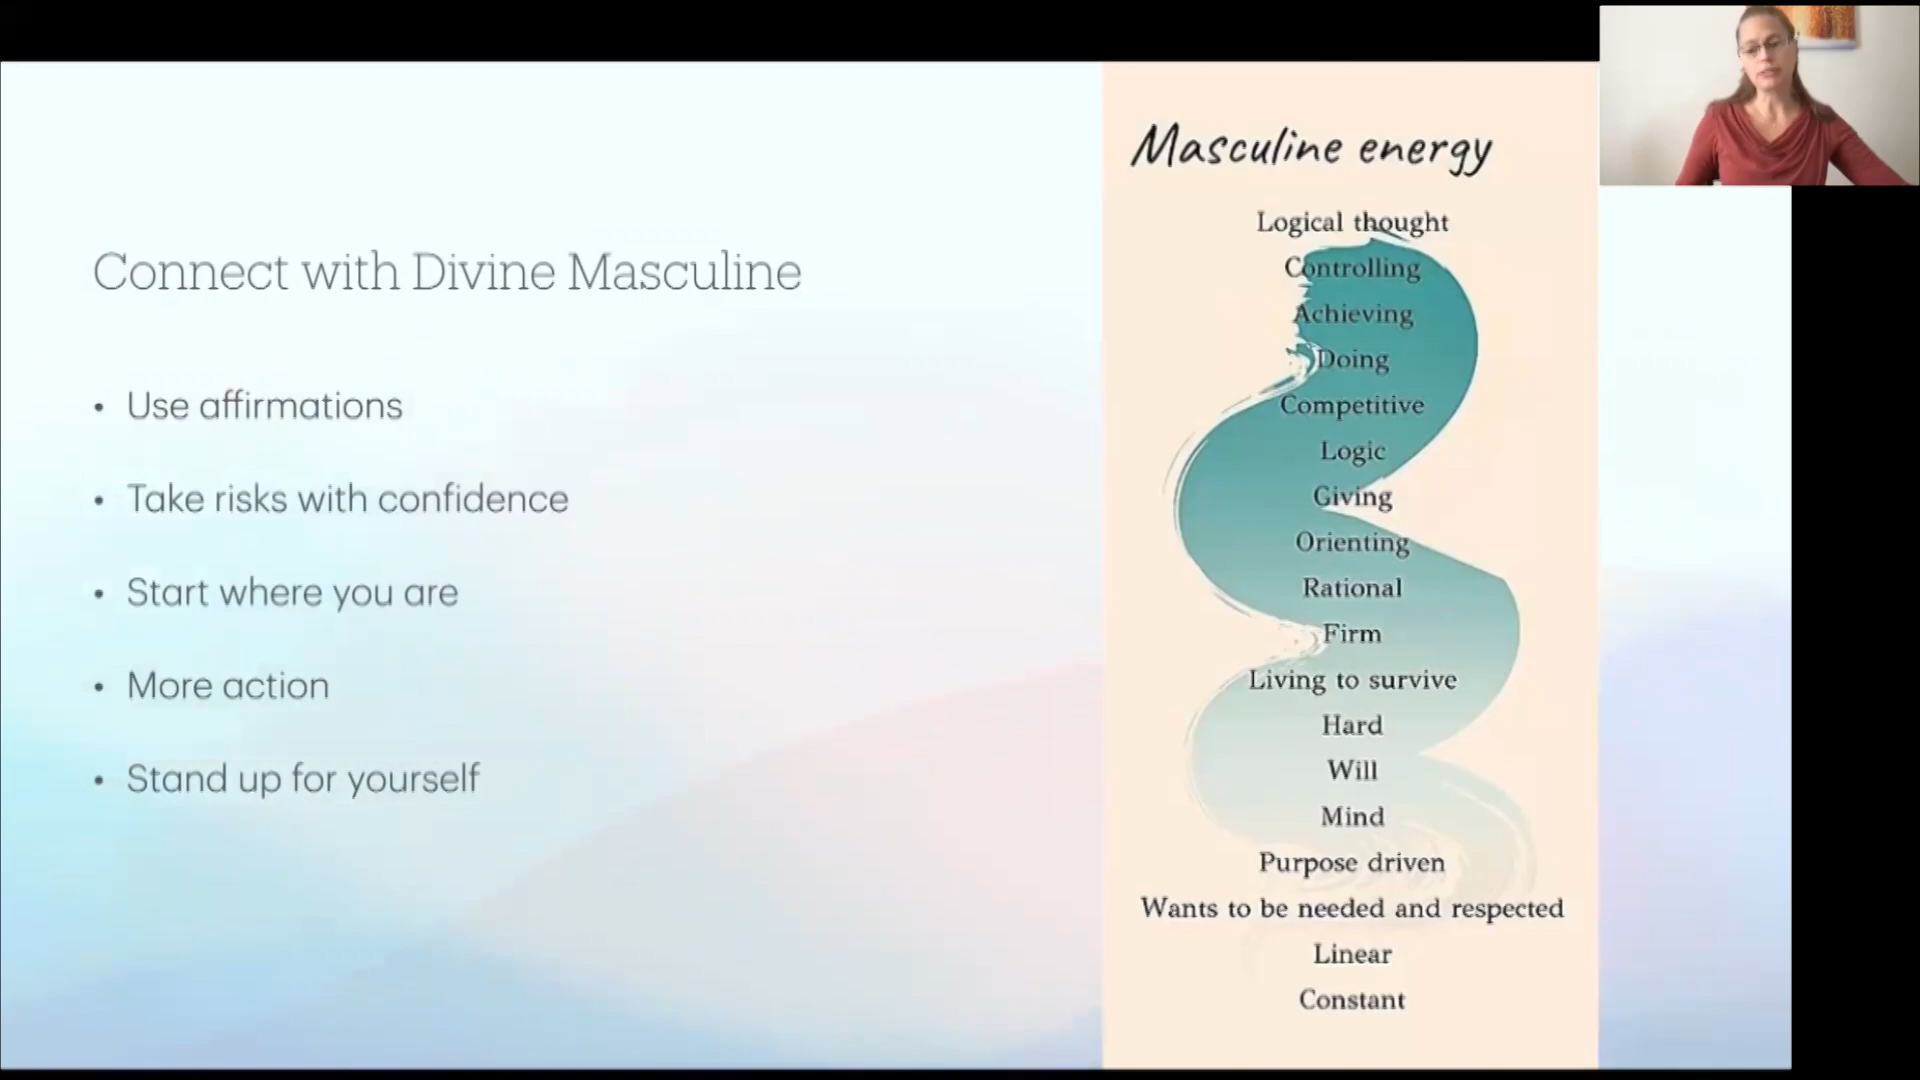 Connect with Divine Masculine
• Use affirmations
• Take risks with confidence
• Start where you are
• More action
• Stand up for yourself
Masculine energy
Logical thought
Controlling
Achieving
Doing
Competitive
Logic
Giving
Orienting
Rational
Firm
Living to survive
Hard
Will
Mind
Purpose driven
Wants to be needed and respected
Linear
Constant